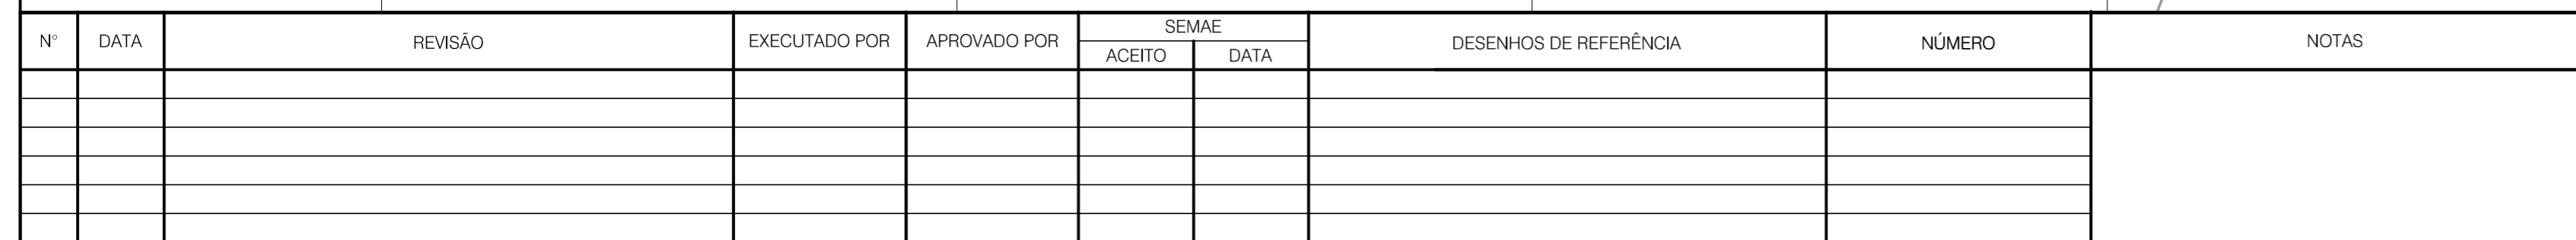 N° DATA REVISÃO EXECUTADO POR APROVADO POR SEMAE DESENHOS DE REFERÊNCIA NÚMERO NOTAS
ACEITO DATA